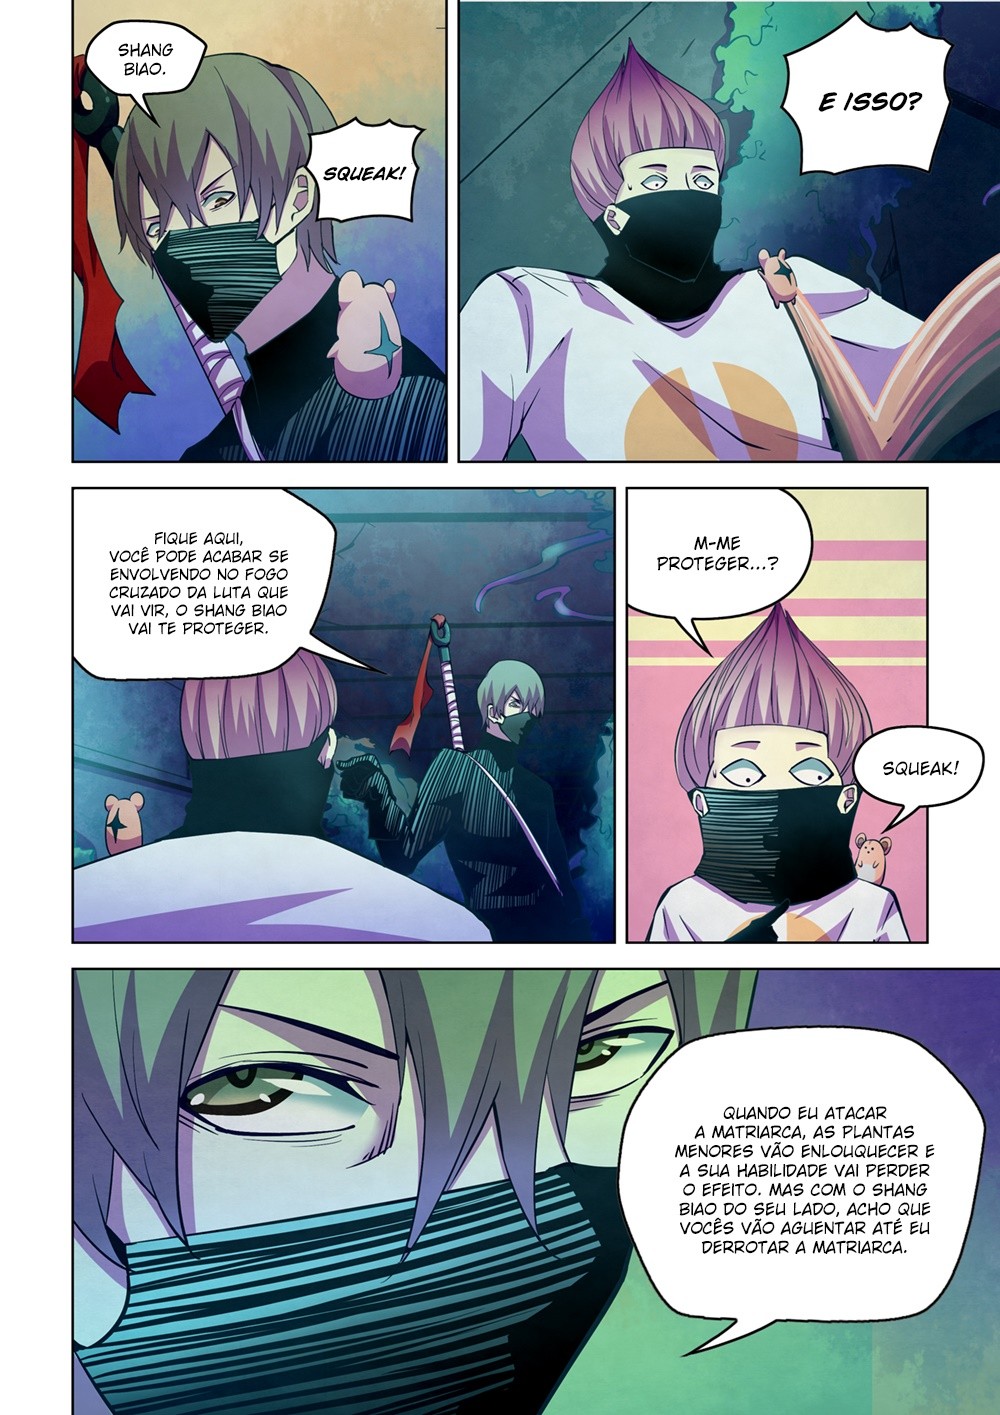 SHANG
BIAO.
SQUEAK!
E ISSO?
FIQUE AQUI,
VOCÊ PODE ACABAR SE
ENVOLVENDO NO FOGO
CRUZADO DA LUTA QUE
VAI VIR, O SHANG BIAO
VAI TE PROTEGER.
M-ME
PROTEGER...?
SQUEAK!
QUANDO EU ATACAR
A MATRIARCA, AS PLANTAS
MENORES VÃO ENLOUQUECER E
A SUA HABILIDADE VAI PERDER
O EFEITO. MAS COM O SHANG
BIAO DO SEU LADO, ACHO QUE
VOCÊS VÃO AGUENTAR ATÉ EU
DERROTAR A MATRIARCA.